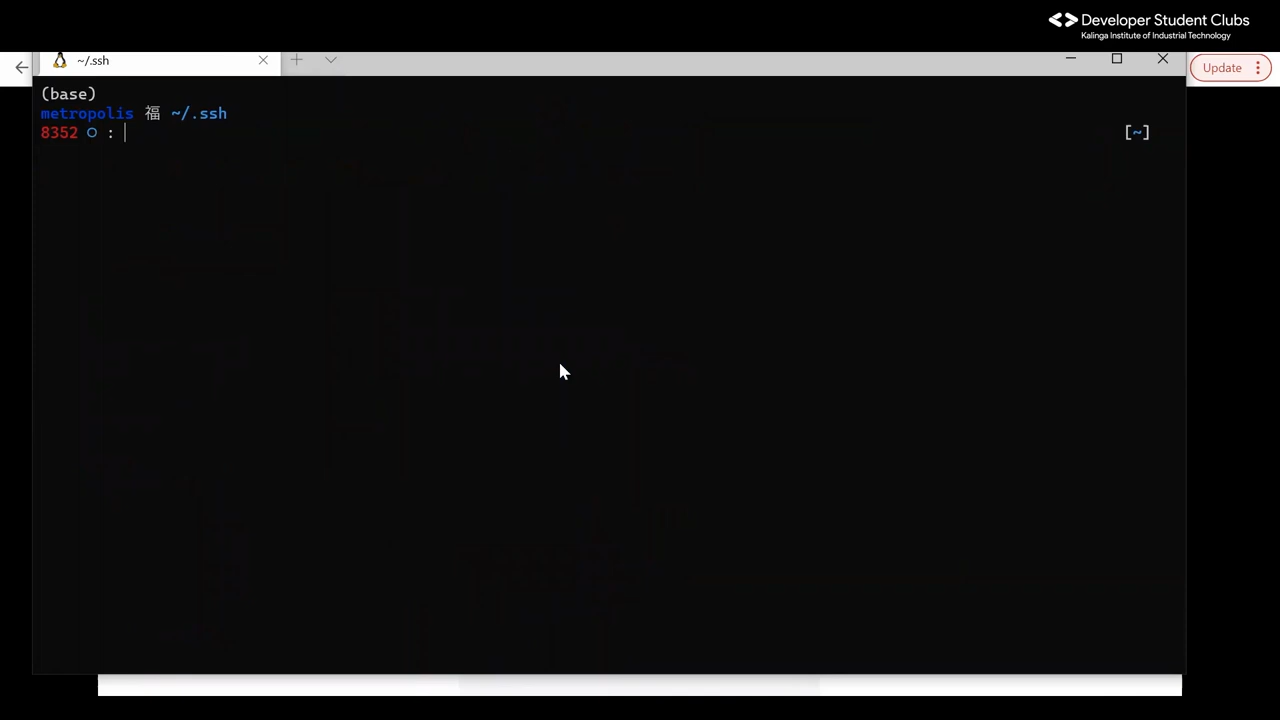 Developer Student Clubs
Kalinga Institute of Industrial Technology
~/.ssh
Update
(base)
metropolis 福 ~/.ssh
8352 ○ :
[~]